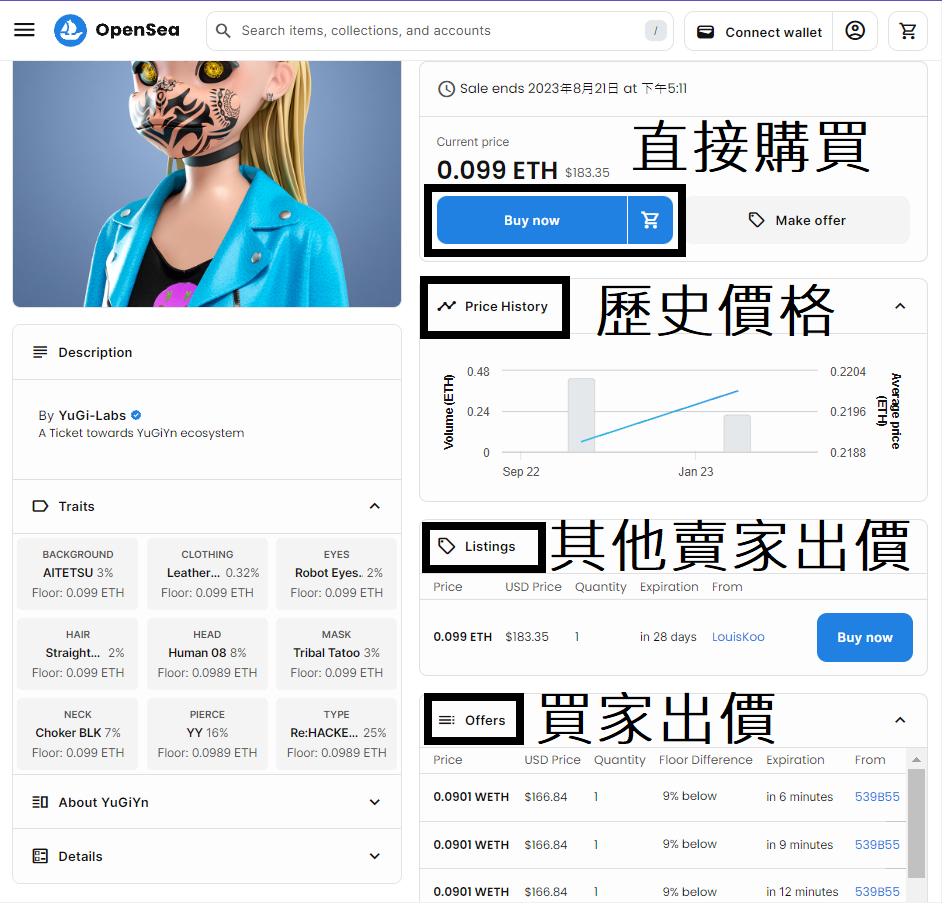 OpenSea
Search items, collections, and accounts
/
Connect wallet
Sale ends 2023年8月21日 at 下午5:11
Current price
0.099 ETH $183.35
直接購買
Buy now
Make offer
Price History
歷史價格
Volume (ETH)
0.48
0.24
0
Sep 22
Jan 23
0.2204
0.2196
0.2188
Average price
(ETH)
Listings
其他賣家出價
Price USD Price Quantity Expiration From
0.099 ETH $183.35 1 in 28 days LouisKoo
Buy now
Offers
買家出價
Price USD Price Quantity Floor Difference Expiration From
0.0901 WETH $166.84 1 9% below in 6 minutes 539B55
0.0901 WETH $166.84 1 9% below in 9 minutes 539B55
0.0901 WETH $166.84 1 9% below in 12 minutes 539B55
Description
By YuGi-Labs
A Ticket towards YuGiYn ecosystem
Traits
BACKGROUND
AITETSU 3%
Floor: 0.099 ETH
CLOTHING
Leather... 0.32%
Floor: 0.099 ETH
EYES
Robot Eyes.. 2%
Floor: 0.099 ETH
HAIR
Straight... 2%
Floor: 0.099 ETH
HEAD
Human 08 8%
Floor: 0.0989 ETH
MASK
Tribal Tatoo 3%
Floor: 0.099 ETH
NECK
Choker BLK 7%
Floor: 0.099 ETH
PIERCE
YY 16%
Floor: 0.0989 ETH
TYPE
Re:HACKE... 25%
Floor: 0.0989 ETH
About YuGiYn
Details